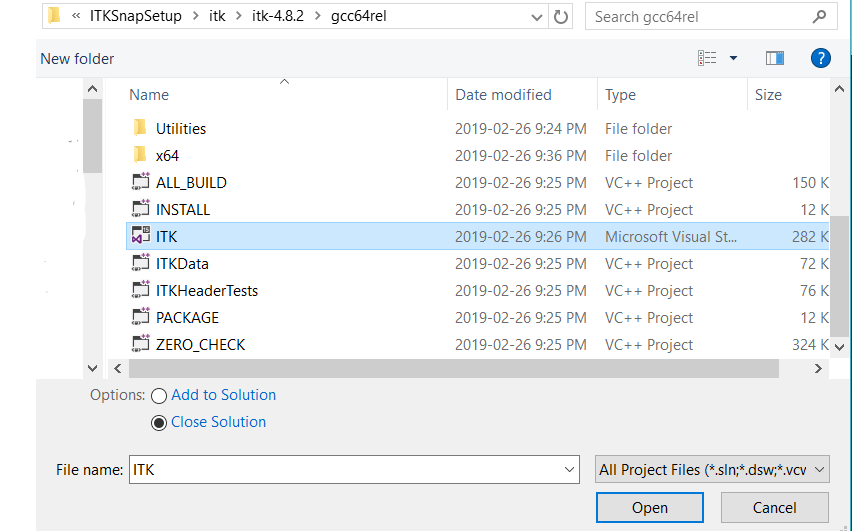 « ITKSnapSetup > itk > itk-4.8.2 > gcc64rel Search gcc64rel
New folder ?
Name Date modified Type Size
Utilities 2019-02-26 9:24 PM File folder
x64 2019-02-26 9:36 PM File folder
ALL_BUILD 2019-02-26 9:25 PM VC++ Project 150 K
INSTALL 2019-02-26 9:25 PM VC++ Project 12 K
ITK 2019-02-26 9:26 PM Microsoft Visual St... 282 K
ITKData 2019-02-26 9:25 PM VC++ Project 72 K
ITKHeaderTests 2019-02-26 9:25 PM VC++ Project 76 K
PACKAGE 2019-02-26 9:25 PM VC++ Project 12 K
ZERO_CHECK 2019-02-26 9:25 PM VC++ Project 324 K
Options: Add to Solution
Close Solution
File name: ITK All Project Files (*.sln;*.dsw;*.vcw
Open Cancel